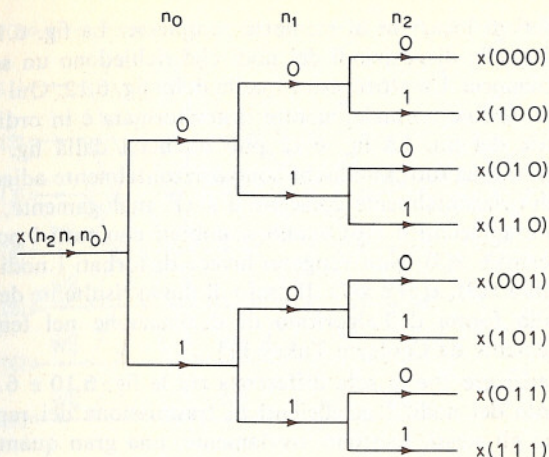 n0 n1 n2
0 x(000)
0
1 x(100)
0
0 x(010)
1
1 x(110)
x(n2n1n0)
0 x(001)
0
1 x(101)
1
0 x(011)
1
1 x(111)